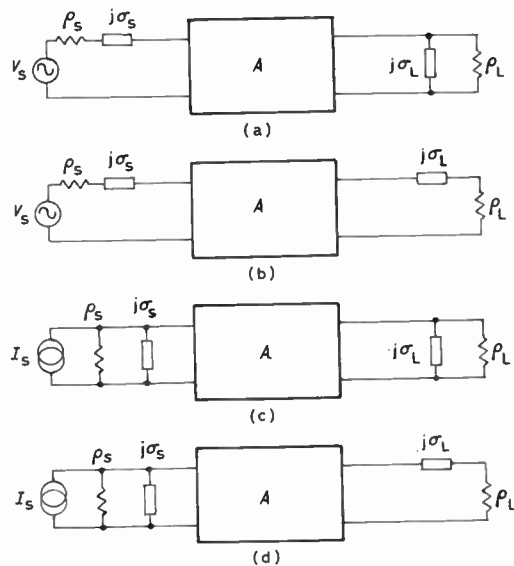 ρS jσS
VS A jσL ρL
(a)
ρS jσS jσL
VS A ρL
(b)
ρS jσS
IS A jσL ρL
(c)
ρS jσS jσL
IS A ρL
(d)